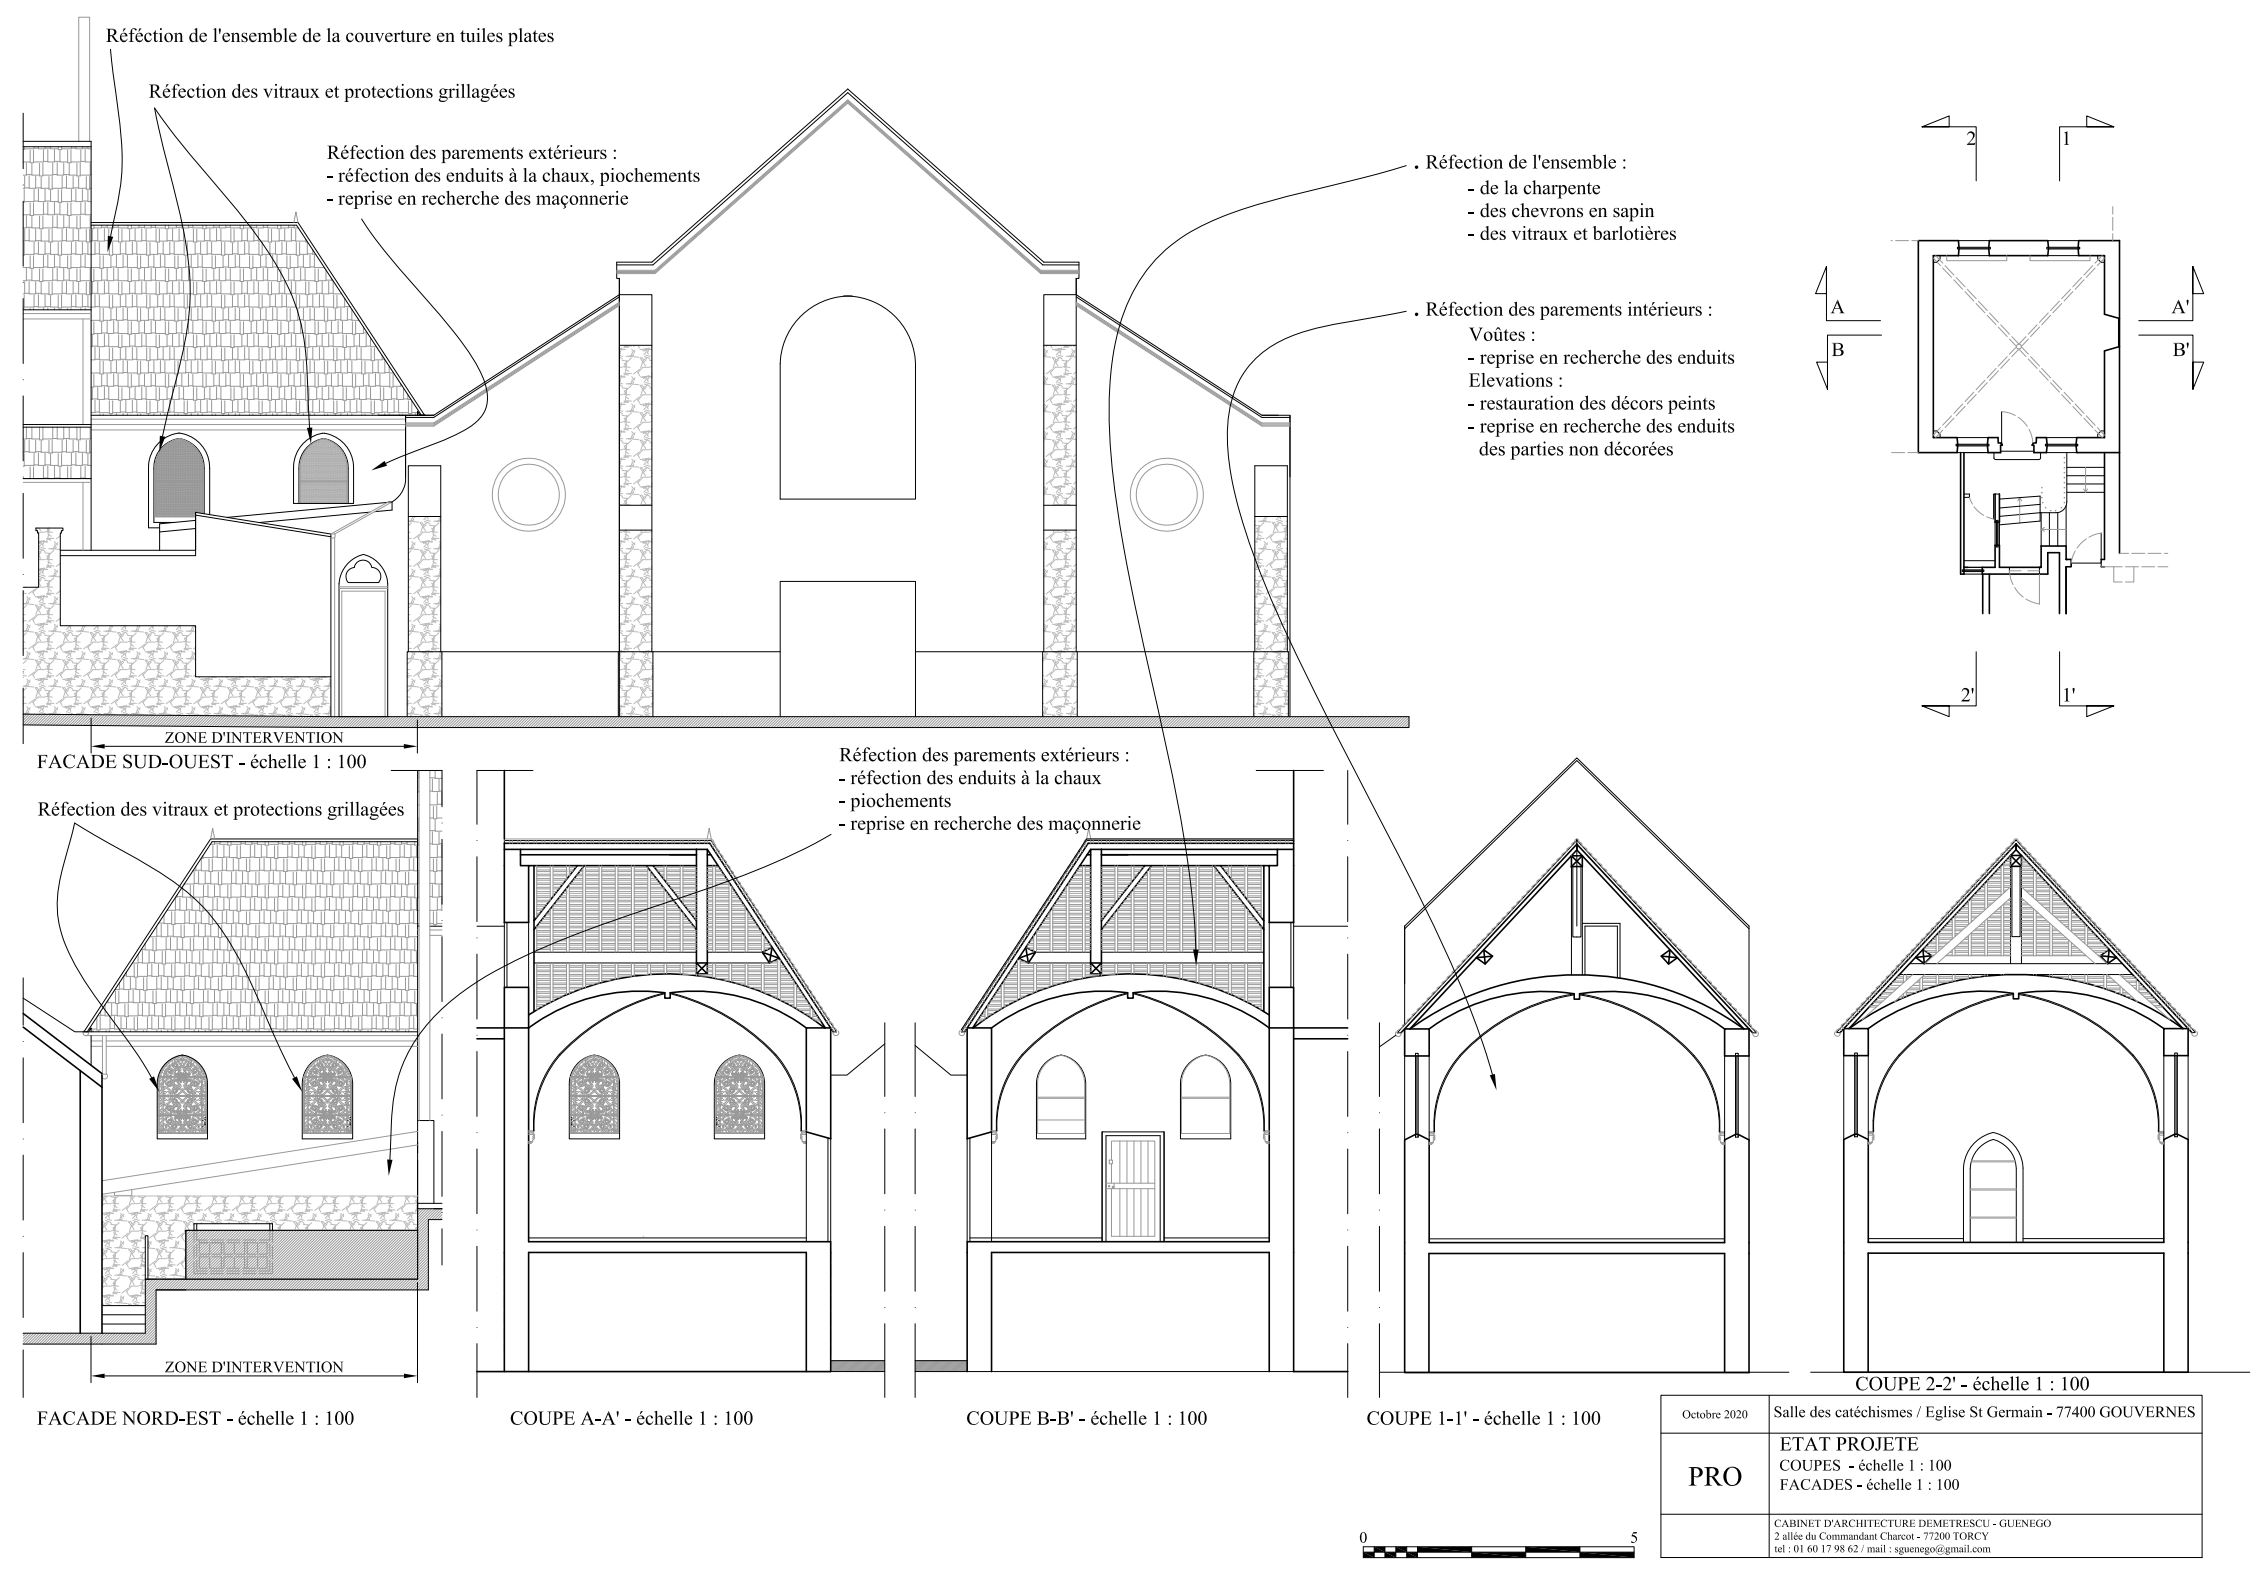 Réféction de l'ensemble de la couverture en tuiles plates
Réfection des vitraux et protections grillagées
Réfection des parements extérieurs :
- réfection des enduits à la chaux, piochements
- reprise en recherche des maçonnerie
. Réfection de l'ensemble :
- de la charpente
- des chevrons en sapin
- des vitraux et barlotières
. Réfection des parements intérieurs :
Voûtes :
- reprise en recherche des enduits
Elevations :
- restauration des décors peints
- reprise en recherche des enduits
des parties non décorées
2
1
A
A'
B
B'
2'
1'
ZONE D'INTERVENTION
FACADE SUD-OUEST - échelle 1 : 100
Réfection des vitraux et protections grillagées
Réfection des parements extérieurs :
- réfection des enduits à la chaux
- piochements
- reprise en recherche des maçonnerie
ZONE D'INTERVENTION
FACADE NORD-EST - échelle 1 : 100
COUPE A-A' - échelle 1 : 100
COUPE B-B' - échelle 1 : 100
COUPE 1-1' - échelle 1 : 100
COUPE 2-2' - échelle 1 : 100
Octobre 2020
Salle des catéchismes / Eglise St Germain - 77400 GOUVERNES
PRO
ETAT PROJETE
COUPES - échelle 1 : 100
FACADES - échelle 1 : 100
CABINET D'ARCHITECTURE DEMETRESCU - GUENEGO
2 allée du Commandant Charcot - 77200 TORCY
tel : 01 60 17 98 62 / mail : sguenego@gmail.com
0
5